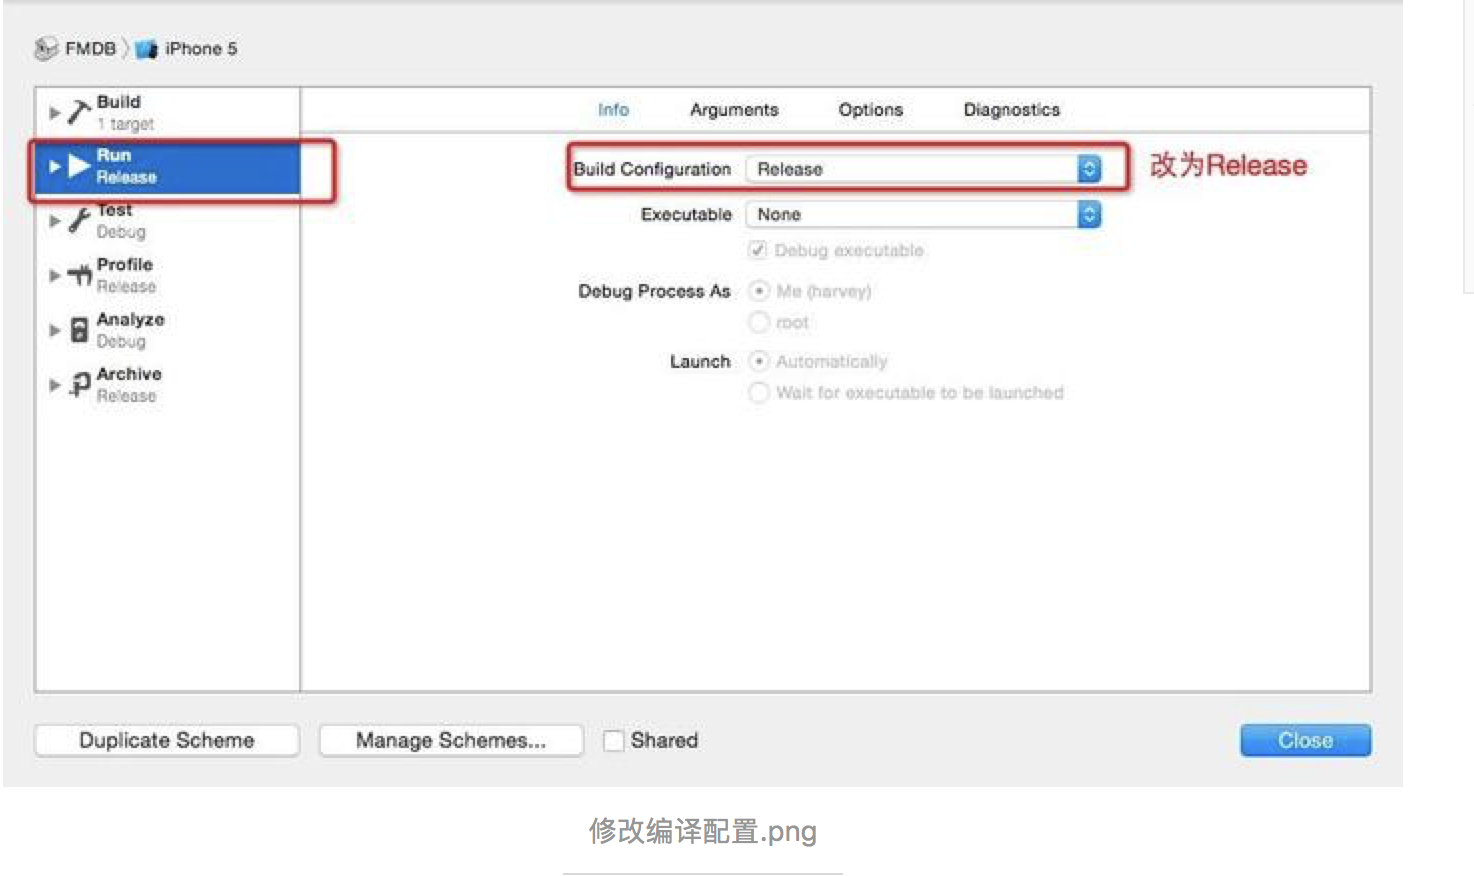 FMDB 〉 iPhone 5
Build
1 target
Run
Release
Test
Debug
Profile
Release
Analyze
Debug
Archive
Release
Info Arguments Options Diagnostics
Build Configuration Release 改为Release
Executable None
Debug executable
Debug Process As Me (harvey)
root
Launch Automatically
Wait for executable to be launched
Duplicate Scheme Manage Schemes... Shared Close
修改编译配置.png